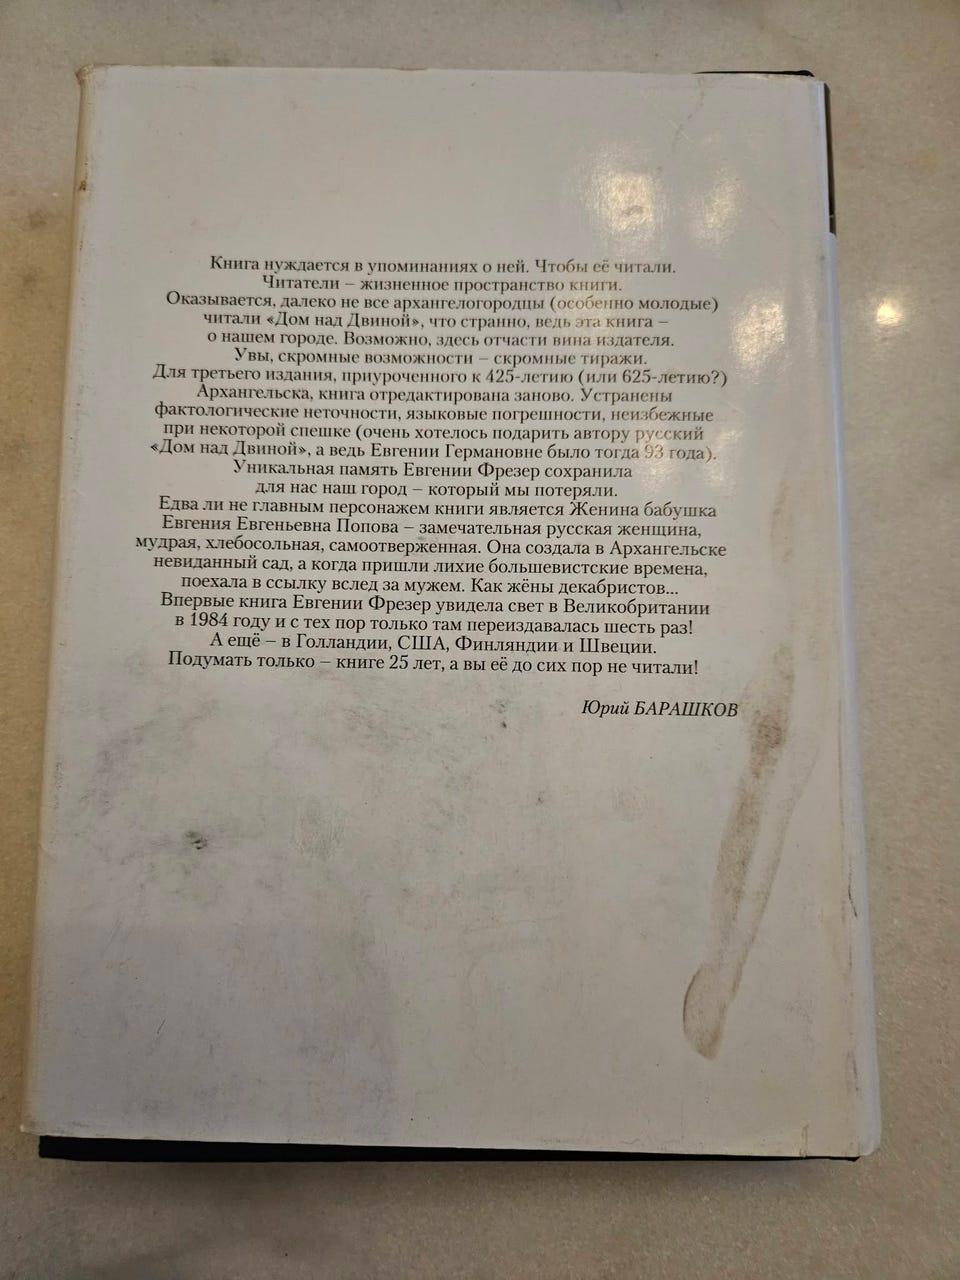 Книга нуждается в упоминаниях о ней. Чтобы её читали.
Читатели – жизненное пространство книги.
Оказывается, далеко не все архангелогородцы (особенно молодые)
читали «Дом над Двиной», что странно, ведь эта книга –
о нашем городе. Возможно, здесь отчасти вина издателя.
Увы, скромные возможности – скромные тиражи.
Для третьего издания, приуроченного к 425-летию (или 625-летию?)
Архангельска, книга отредактирована заново. Устранены
фактологические неточности, языковые погрешности, неизбежные
при некоторой спешке (очень хотелось подарить автору русский
«Дом над Двиной», а ведь Евгении Германовне было тогда 93 года).
Уникальная память Евгении Фрезер сохранила
для нас наш город – который мы потеряли.
Едва ли не главным персонажем книги является Женина бабушка
Евгения Евгеньевна Попова – замечательная русская женщина,
мудрая, хлебосольная, самоотверженная. Она создала в Архангельске
невиданный сад, а когда пришли лихие большевистские времена,
поехала в ссылку вслед за мужем. Как жёны декабристов...
Впервые книга Евгении Фрезер увидела свет в Великобритании
в 1984 году и с тех пор только там переиздавалась шесть раз!
А ещё – в Голландии, США, Финляндии и Швеции.
Подумать только – книге 25 лет, а вы её до сих пор не читали!
Юрий БАРАШКОВ